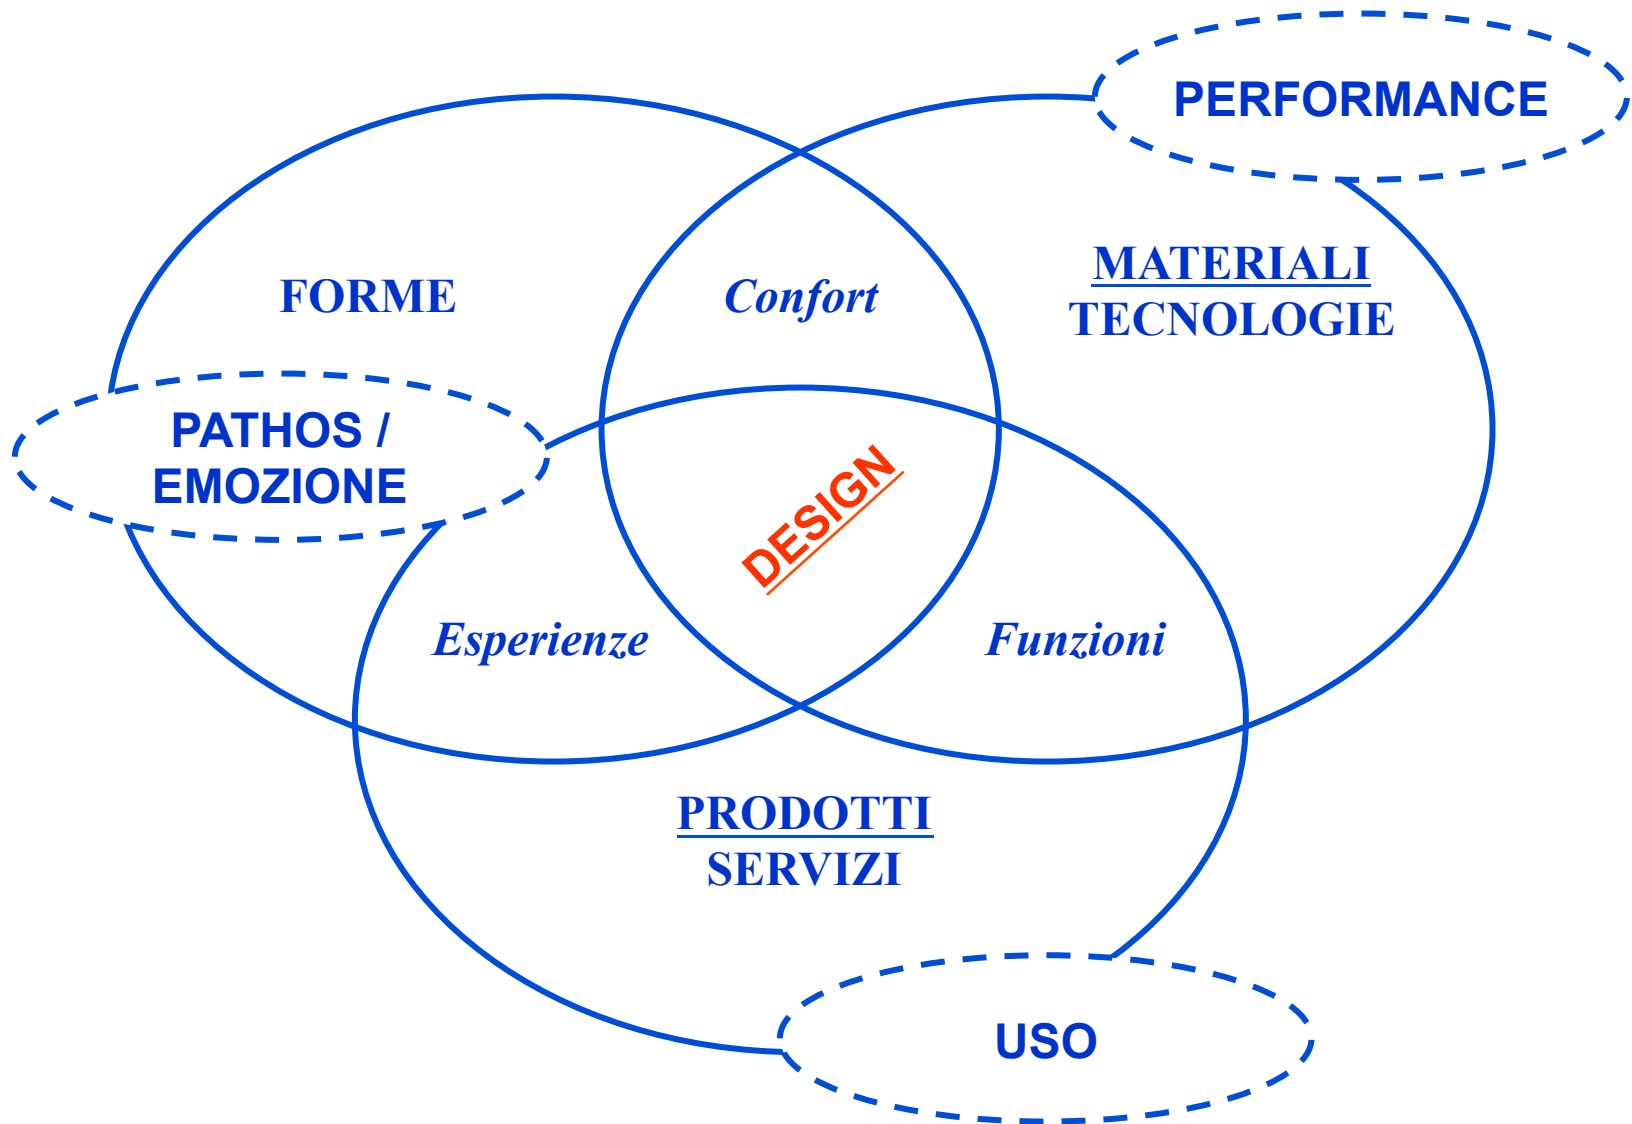 PERFORMANCE
FORME
Confort
MATERIALI
TECNOLOGIE
PATHOS /
EMOZIONE
DESIGN
Esperienze
Funzioni
PRODOTTI
SERVIZI
USO